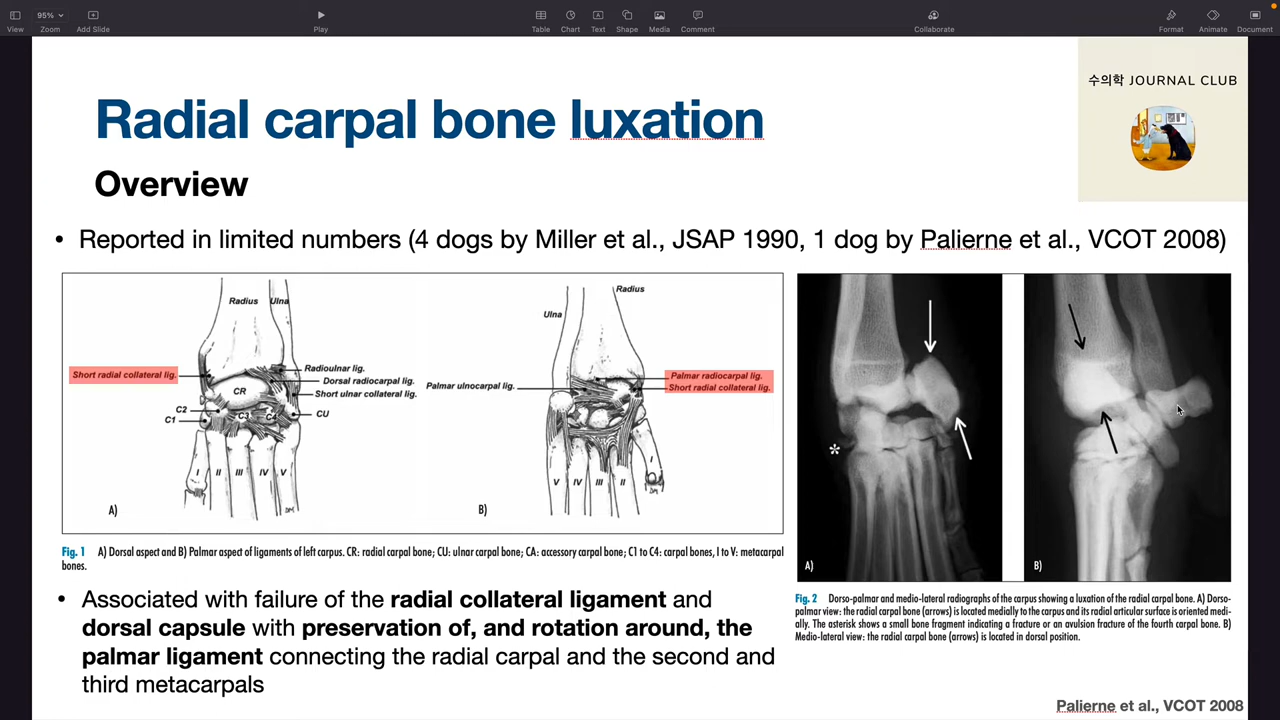 95%
View
Zoom
Add Slide
Play
Table
Chart
Text
Shape
Media
Comment
Collaborate
Format
Animate
Document
수의학 JOURNAL CLUB
Radial carpal bone luxation
Overview
• Reported in limited numbers (4 dogs by Miller et al., JSAP 1990, 1 dog by Palierne et al., VCOT 2008)
Radius
Ulna
Short radial collateral lig.
Radioulnar lig.
Dorsal radiocarpal lig.
Short ulnar collateral lig.
CR
C2
C3
C4
CU
C1
I
II
III
IV
V
A)
Radius
Ulna
Palmar radiocarpal lig.
Palmar ulnocarpal lig.
Short radial collateral lig.
I
V
IV
III
II
B)
*
A)
B)
Fig. 1 A) Dorsal aspect and B) Palmar aspect of ligaments of left carpus. CR: radial carpal bone; CU: ulnar carpal bone; CA: accessory carpal bone; C1 to C4: carpal bones, I to V: metacarpal
bones.
Fig. 2 Dorso-palmar and medio-lateral radiographs of the carpus showing a luxation of the radial carpal bone. A) Dorso-
palmar view: the radial carpal bone (arrows) is located medially to the carpus and its radial articular surface is oriented medi-
ally. The asterisk shows a small bone fragment indicating a fracture or an avulsion fracture of the fourth carpal bone. B)
Medio-lateral view: the radial carpal bone (arrows) is located in dorsal position.
• Associated with failure of the radial collateral ligament and
dorsal capsule with preservation of, and rotation around, the
palmar ligament connecting the radial carpal and the second and
third metacarpals
Palierne et al., VCOT 2008